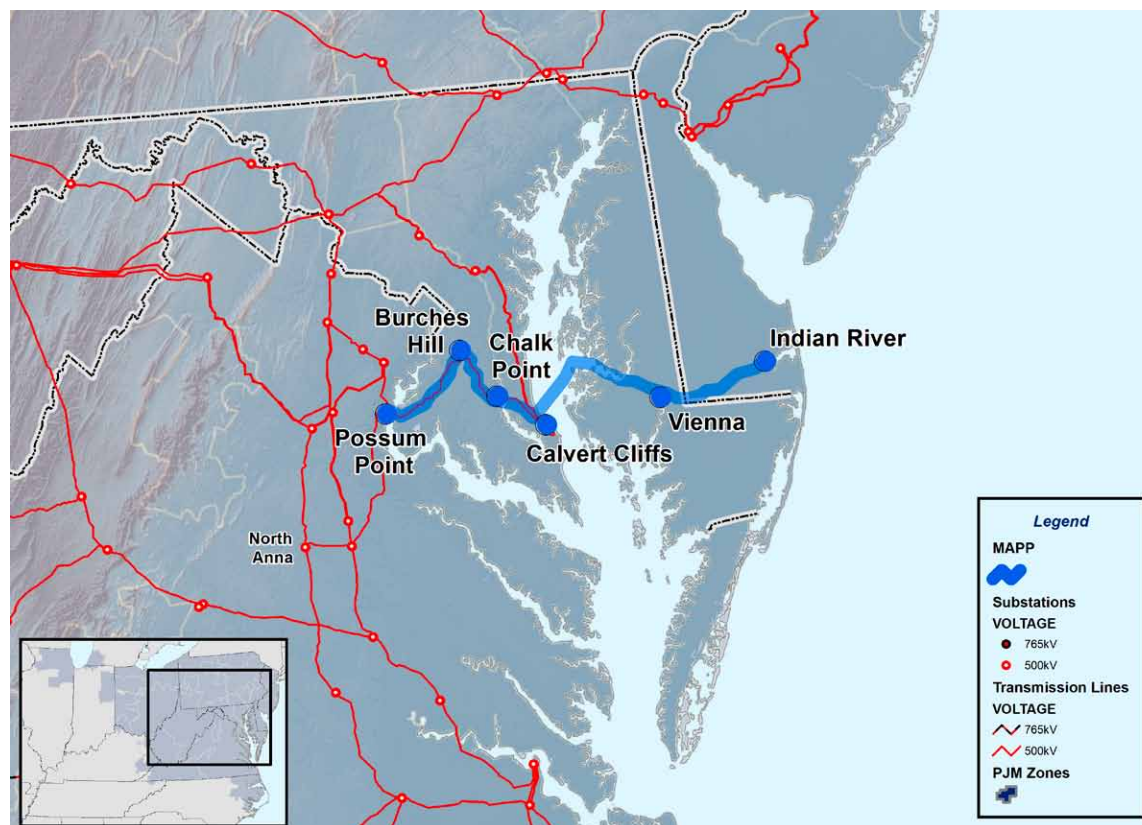 Burches
Hill
Chalk
Point
Indian River
Possum
Point
Vienna
Calvert Cliffs
North
Anna
Legend
MAPP
Substations
VOLTAGE
765kV
500kV
Transmission Lines
VOLTAGE
765kV
500kV
PJM Zones